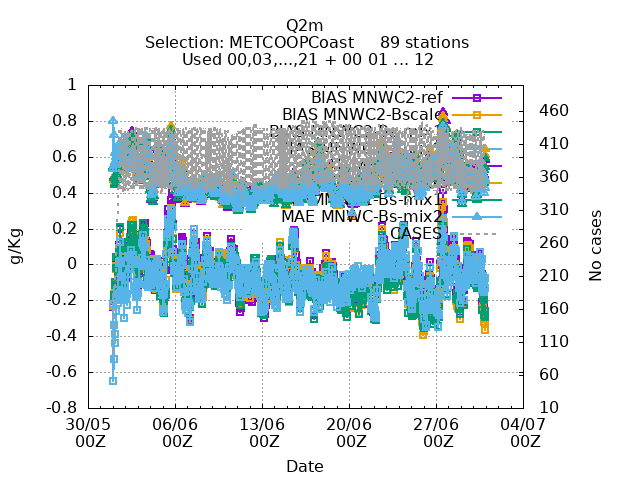 Q2m
Selection: METCOOPCoast 89 stations
Used 00,03,...,21 + 00 01 ... 12
BIAS MNWC2-ref
BIAS MNWC2-Bscale
BIAS
MAE MNWC-Bs-mix2
CASES
1
0.8
0.6
0.4
0.2
0
-0.2
-0.4
-0.6
-0.8
g/Kg
460
410
360
310
260
210
160
110
60
10
No cases
30/05 06/06 13/06 20/06 27/06 04/07
00Z 00Z 00Z 00Z 00Z 00Z
Date